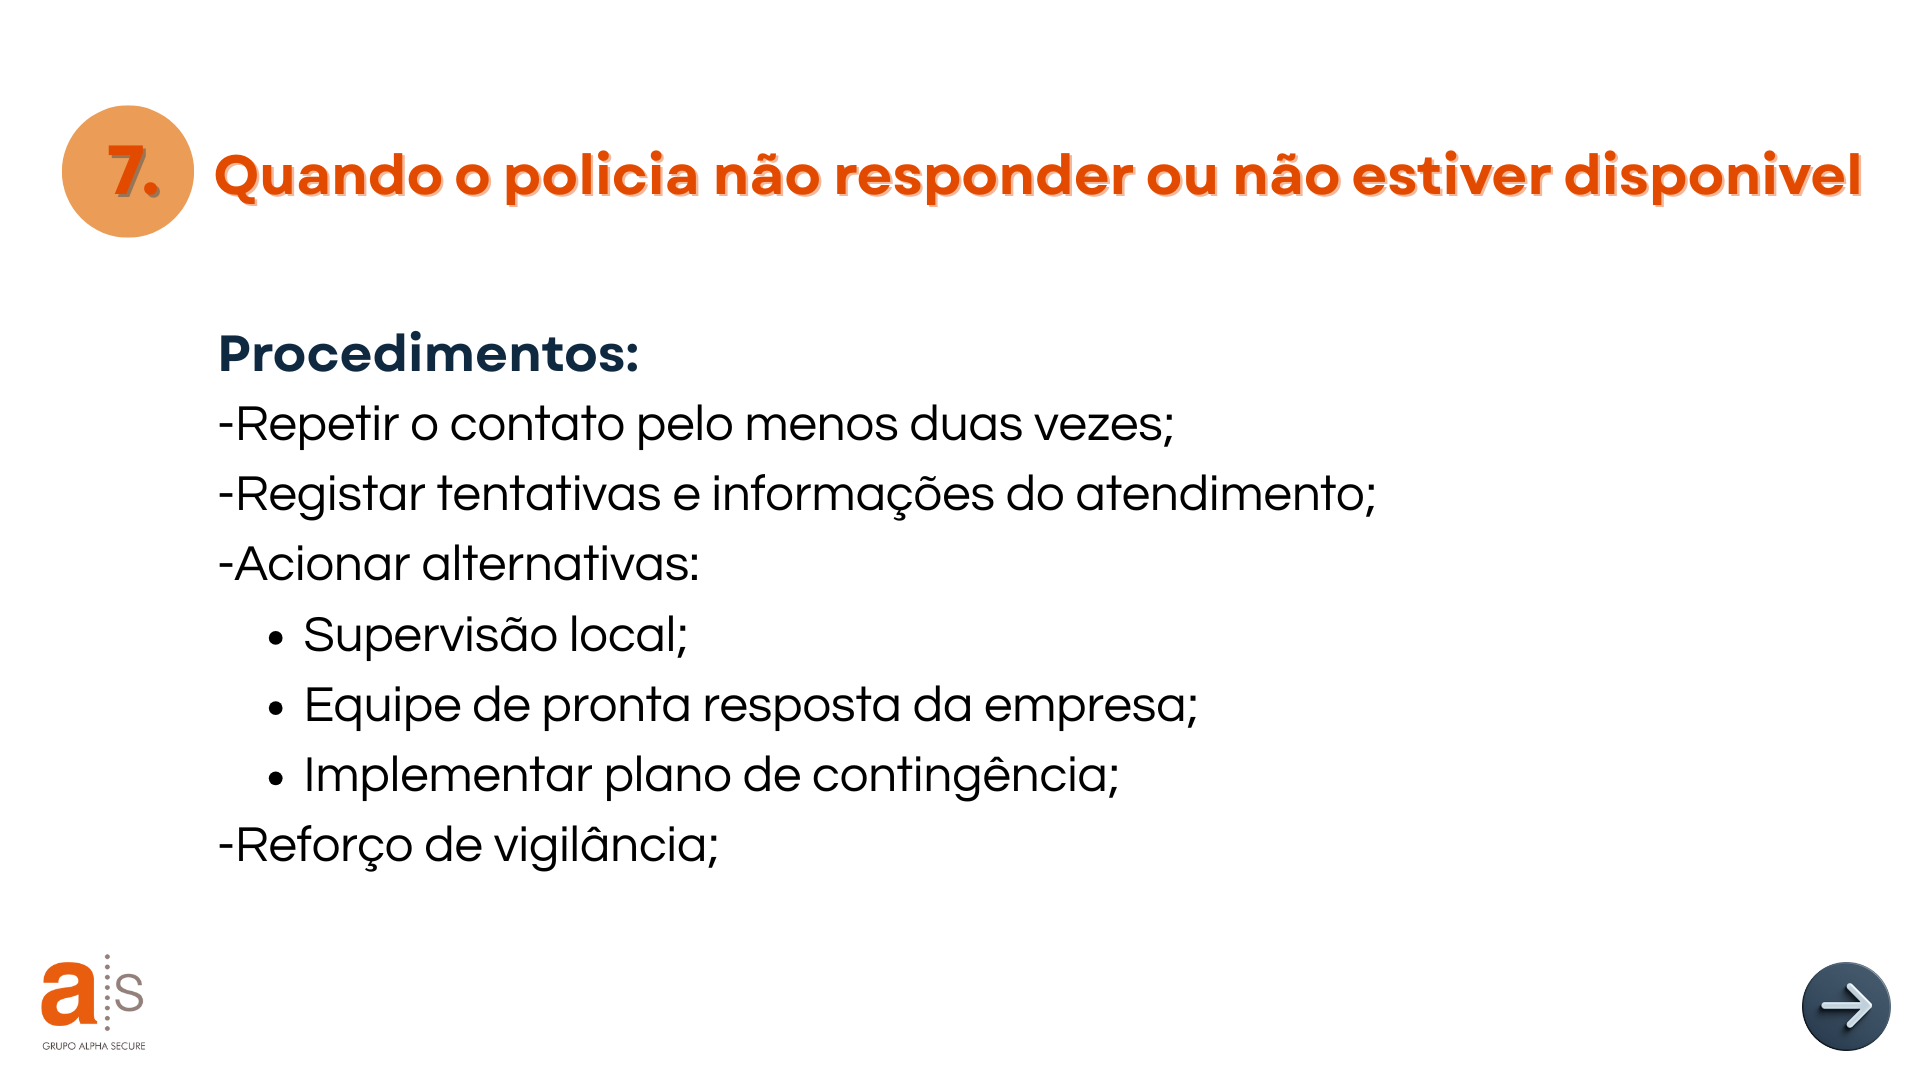 7. Quando o policia não responder ou não estiver disponivel
Procedimentos:
-Repetir o contato pelo menos duas vezes;
-Registar tentativas e informações do atendimento;
-Acionar alternativas:
• Supervisão local;
• Equipe de pronta resposta da empresa;
• Implementar plano de contingência;
-Reforço de vigilância;
a s
GRUPO ALPHA SECURE